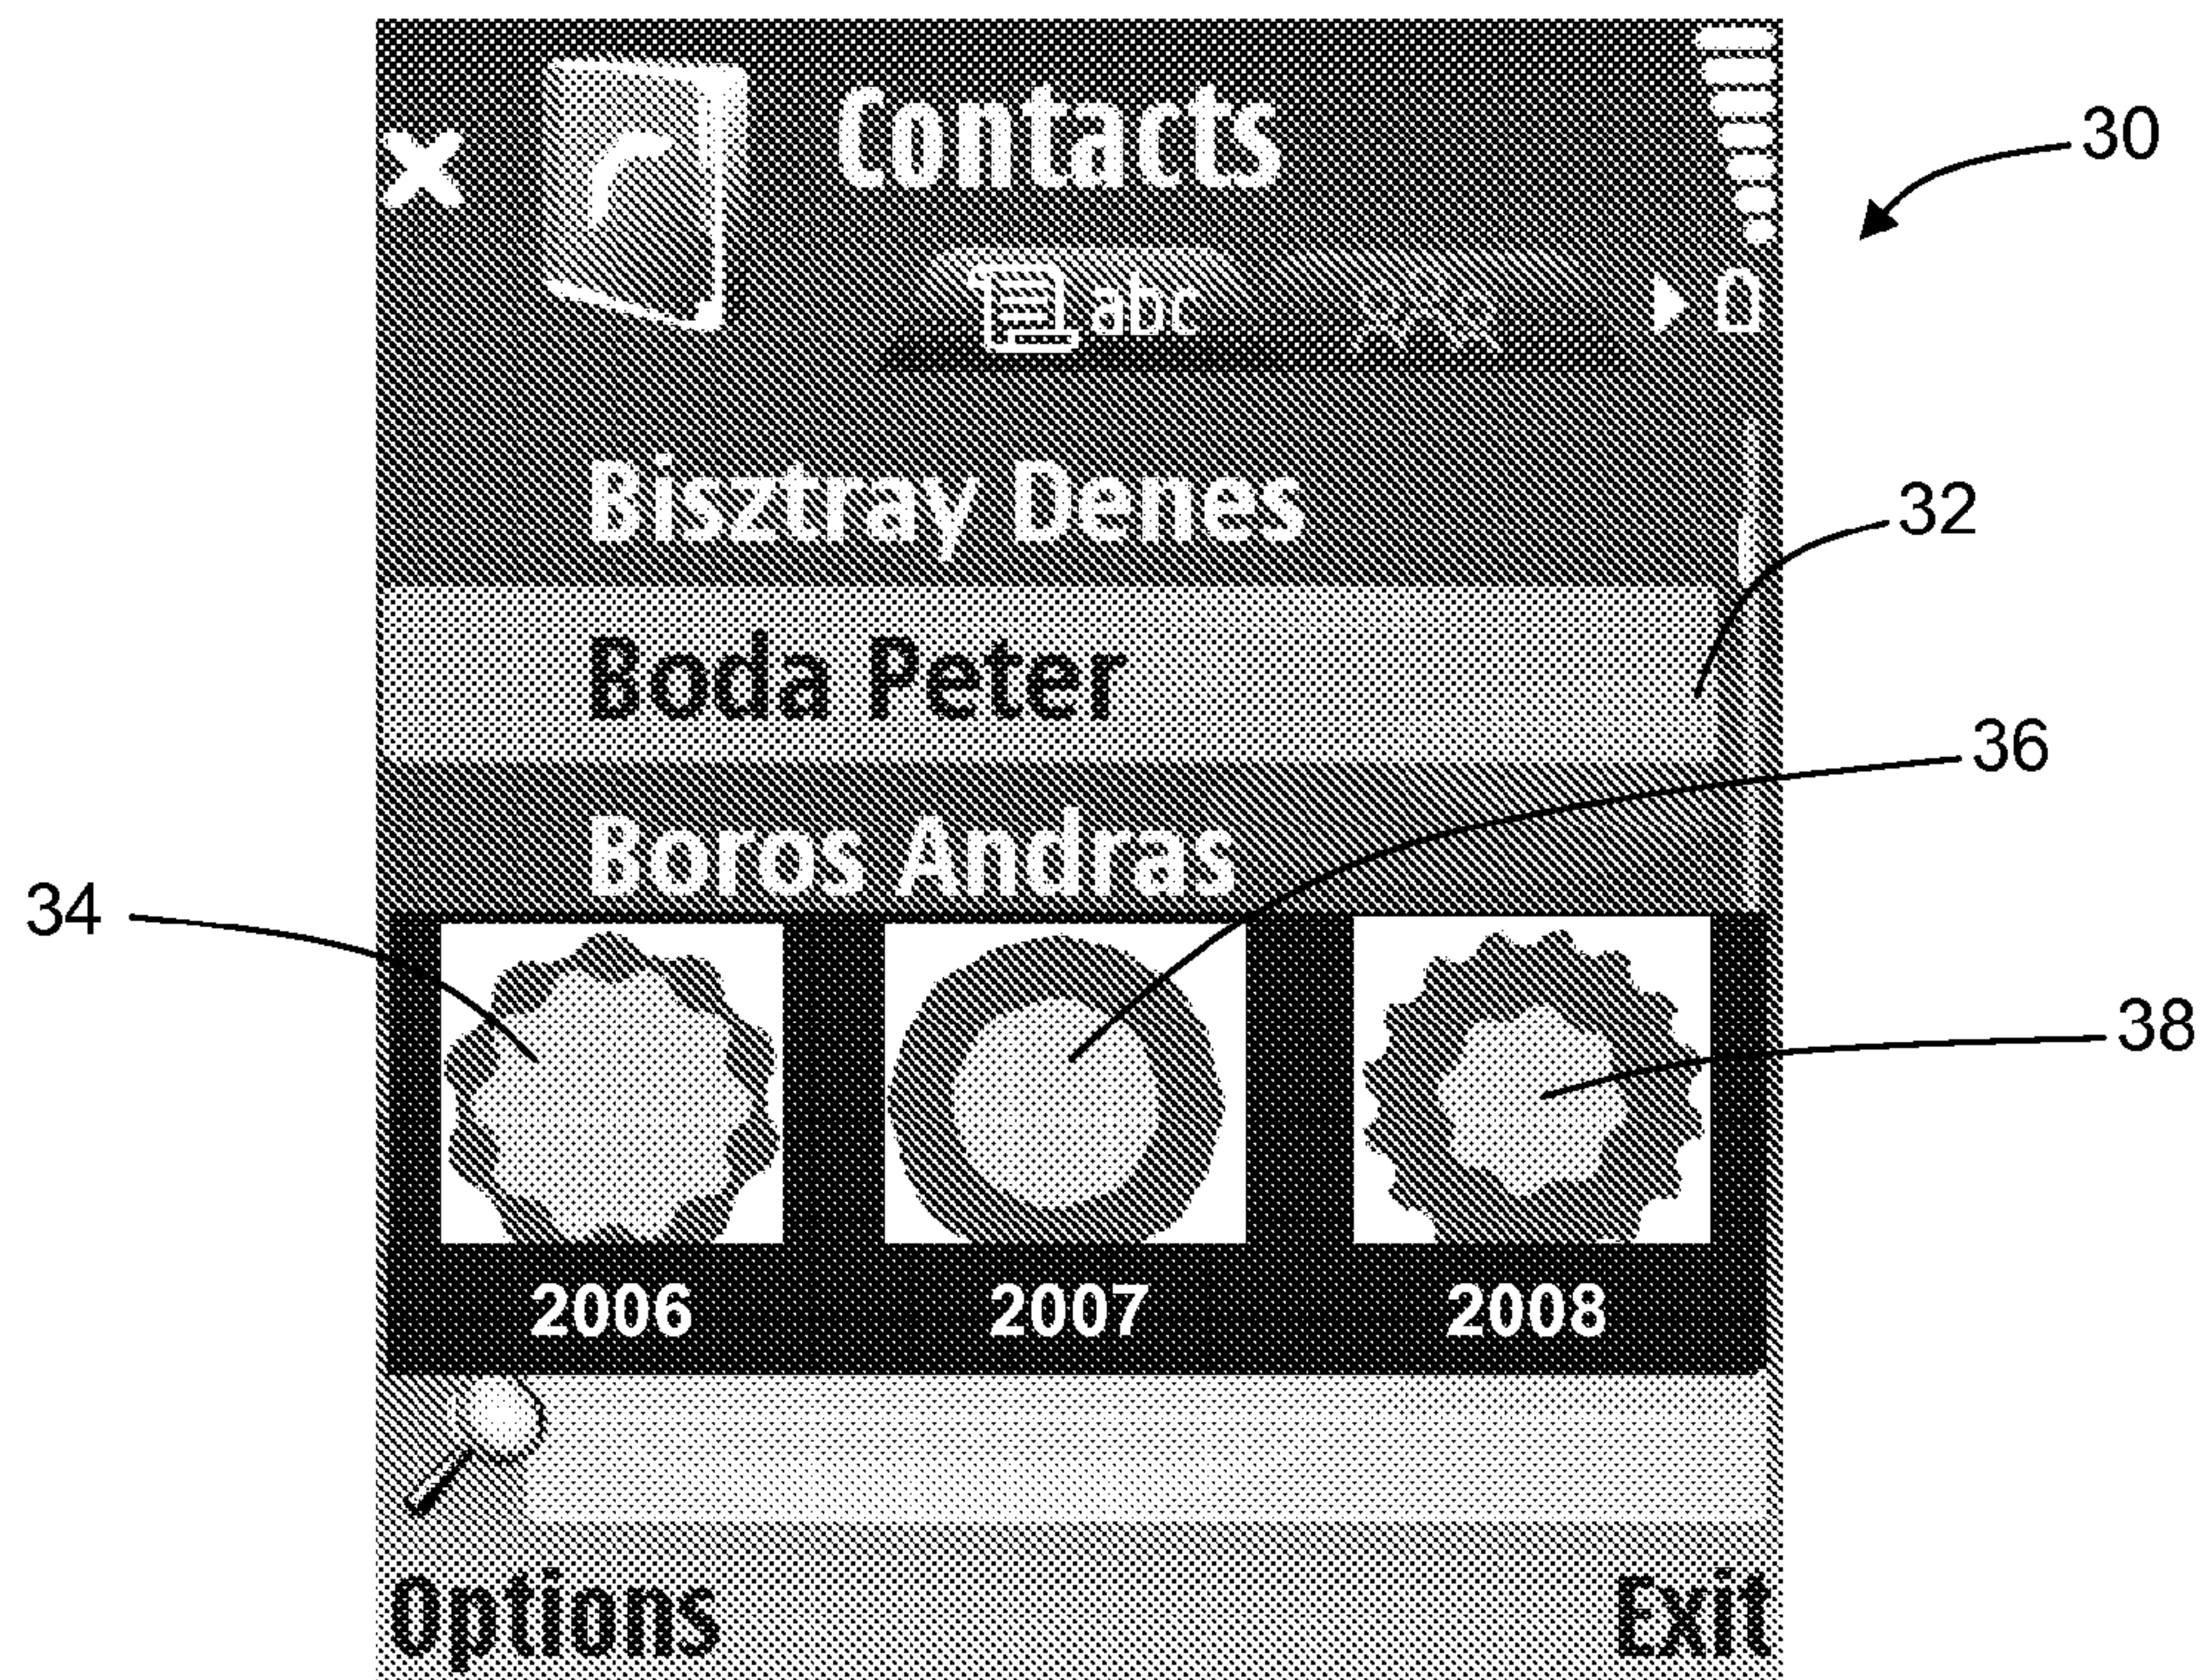 Contacts
30
abc
Bisztray Denes
32
Boda Peter
36
Boros Andras
34
38
2006 2007 2008
Options Exit